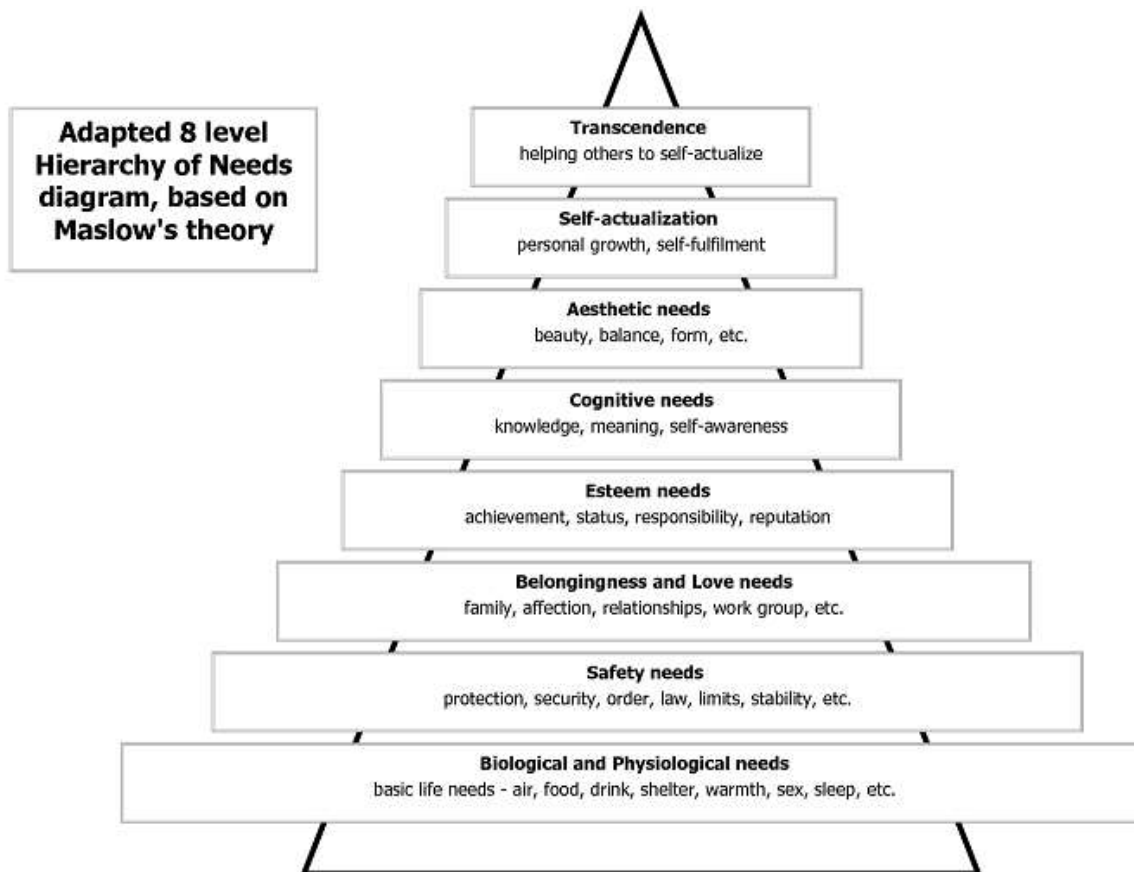 Adapted 8 level
Hierarchy of Needs
diagram, based on
Maslow's theory
Transcendence
helping others to self-actualize
Self-actualization
personal growth, self-fulfilment
Aesthetic needs
beauty, balance, form, etc.
Cognitive needs
knowledge, meaning, self-awareness
Esteem needs
achievement, status, responsibility, reputation
Belongingness and Love needs
family, affection, relationships, work group, etc.
Safety needs
protection, security, order, law, limits, stability, etc.
Biological and Physiological needs
basic life needs - air, food, drink, shelter, warmth, sex, sleep, etc.